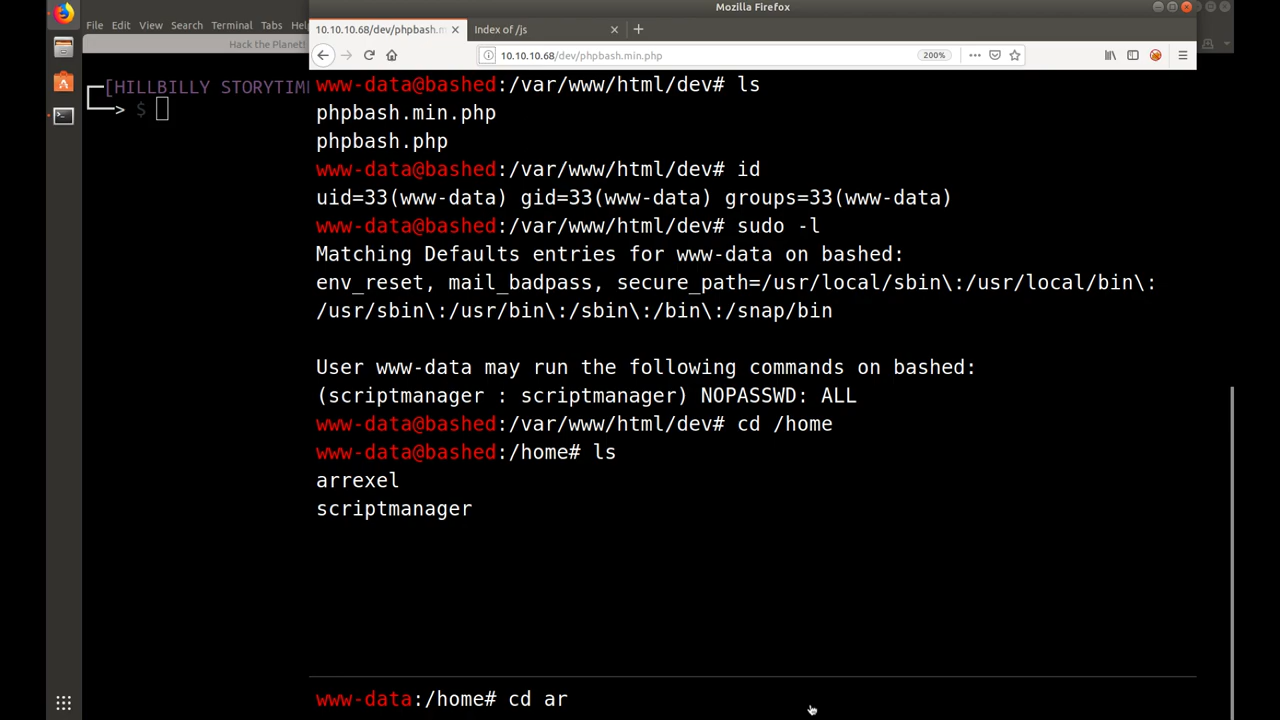 Mozilla Firefox
File Edit View Search Terminal Tabs Hel
10.10.10.68/dev/phpbash.m
Index of /js
Hack the Planet!
10.10.10.68/dev/phpbash.min.php
200%
[HILLBILLY STORYTIM
> $
www-data@bashed:/var/www/html/dev# ls
phpbash.min.php
phpbash.php
www-data@bashed:/var/www/html/dev# id
uid=33(www-data) gid=33(www-data) groups=33(www-data)
www-data@bashed:/var/www/html/dev# sudo -l
Matching Defaults entries for www-data on bashed:
env_reset, mail_badpass, secure_path=/usr/local/sbin\:/usr/local/bin\:
/usr/sbin\:/usr/bin\:/sbin\:/bin\:/snap/bin
User www-data may run the following commands on bashed:
(scriptmanager : scriptmanager) NOPASSWD: ALL
www-data@bashed:/var/www/html/dev# cd /home
www-data@bashed:/home# ls
arrexel
scriptmanager
www-data:/home# cd ar